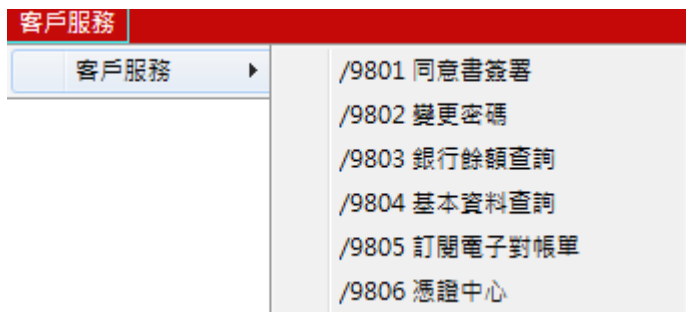 客戶服務
客戶服務
/9801 同意書簽署
/9802 變更密碼
/9803 銀行餘額查詢
/9804 基本資料查詢
/9805 訂閱電子對帳單
/9806 憑證中心